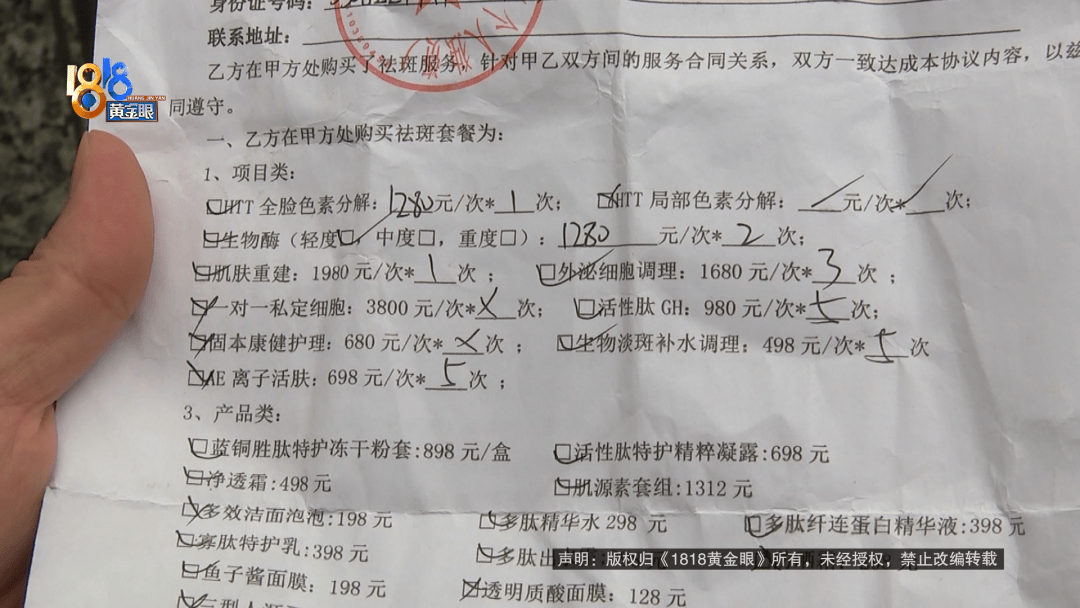 身份证号码：
联系地址：
乙方在甲方处购买了祛斑服务，针对甲乙双方间的服务合同关系，双方一致达成本协议内容，以兹
同遵守。
一、乙方在甲方处购买祛斑套餐为：
1、项目类：
□HTT 全脸色素分解：1280元/次*1次； □HTT 局部色素分解：/元/次*/次；
□生物酶（轻度□，中度□，重度□）：1280元/次*2次；
□肌肤重建：1980元/次*1次； □外泌细胞调理：1680元/次*3次；
□一对一私定细胞：3800元/次*X次； □活性肽 GH：980元/次*5次；
□固本康健护理：680元/次*X次； □生物淡斑补水调理：498元/次*5次
□AE 离子活肤：698元/次*5次；
3、产品类：
□蓝铜胜肽特护冻干粉套:898元/盒 □活性肽特护精粹凝露:698元
□净透霜:498元 □肌源素套组:1312元
□多效洁面泡泡:198元 □多肽精华水 298 元 □多肽纤连蛋白精华液:398元
□寡肽特护乳:398元 □多肽出
□鱼子酱面膜：198元 □透明质酸面膜：128元
1818
HUANG JIN YAN
黄金眼
声明：版权归《1818黄金眼》所有，未经授权，禁止改编转载